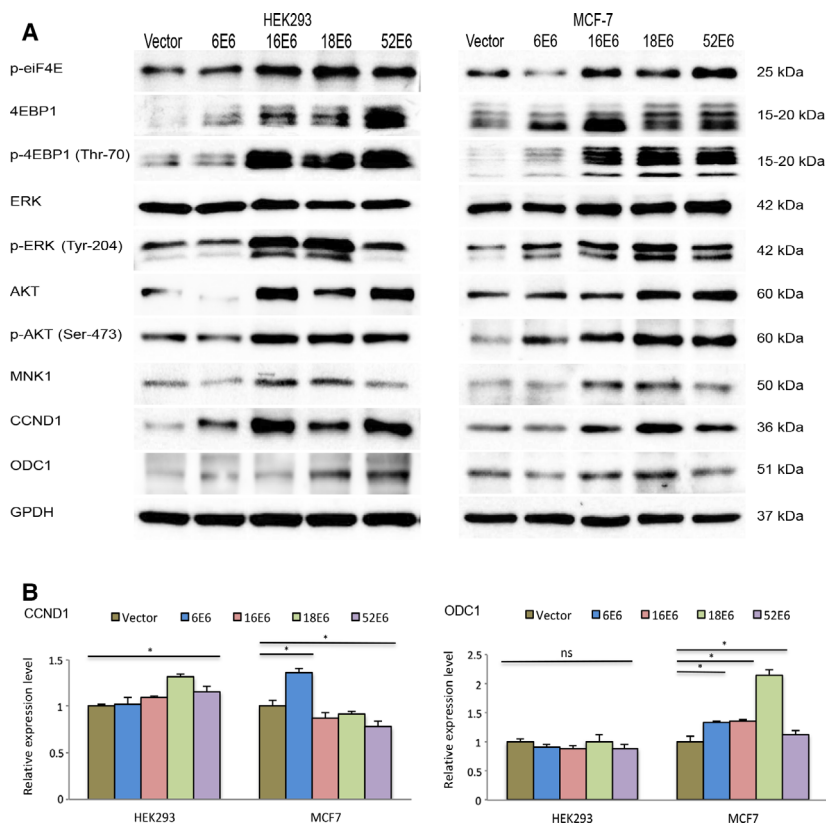 A
HEK293 MCF-7
Vector 6E6 16E6 18E6 52E6 Vector 6E6 16E6 18E6 52E6
p-eiF4E 25 kDa
4EBP1 15-20 kDa
p-4EBP1 (Thr-70) 15-20 kDa
ERK 42 kDa
p-ERK (Tyr-204) 42 kDa
AKT 60 kDa
p-AKT (Ser-473) 60 kDa
MNK1 50 kDa
CCND1 36 kDa
ODC1 51 kDa
GPDH 37 kDa
B
CCND1 Vector 6E6 16E6 18E6 52E6
Relative expression level
1.5
1
0.5
0
* * *
HEK293 MCF7
ODC1 Vector 6E6 16E6 18E6 52E6
Relative expression level
2.5
2
1.5
1
0.5
0
ns * * *
HEK293 MCF7